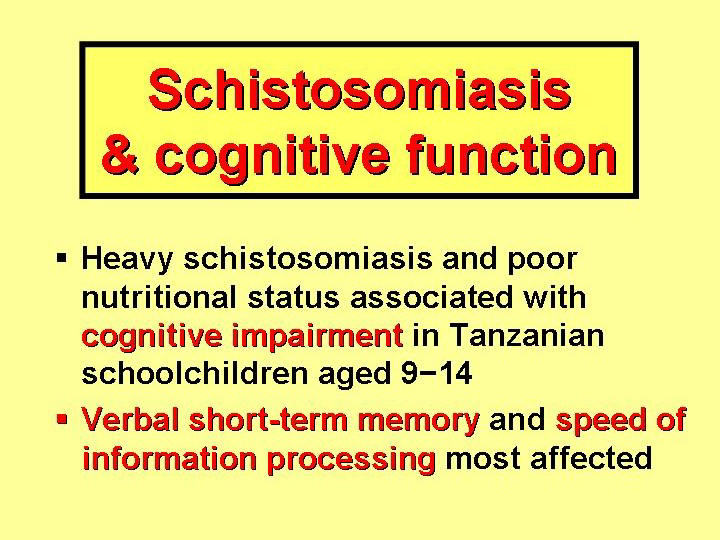 Schistosomiasis
& cognitive function
▪ Heavy schistosomiasis and poor
nutritional status associated with
cognitive impairment in Tanzanian
schoolchildren aged 9−14
▪ Verbal short-term memory and speed of
information processing most affected